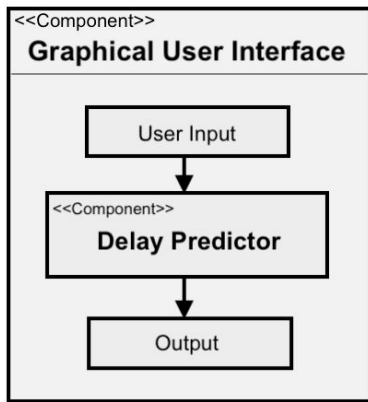 <<Component>>
Graphical User Interface
User Input
<<Component>>
Delay Predictor
Output